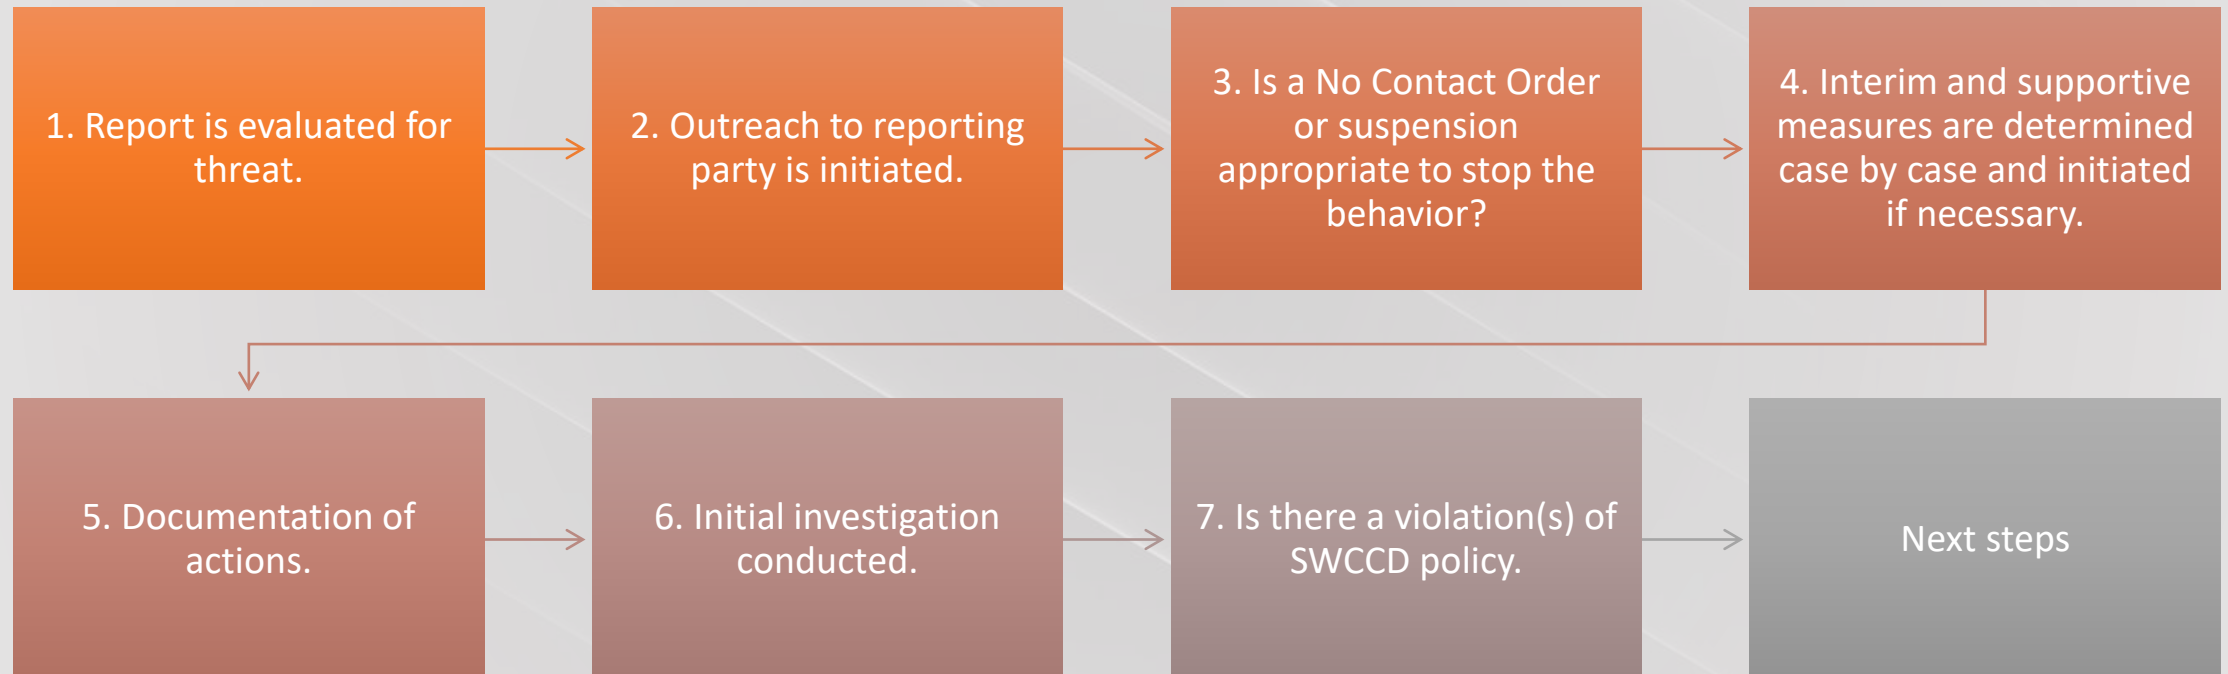 1. Report is evaluated for
threat.
2. Outreach to reporting
party is initiated.
3. Is a No Contact Order
or suspension
appropriate to stop the
behavior?
4. Interim and supportive
measures are determined
case by case and initiated
if necessary.
5. Documentation of
actions.
6. Initial investigation
conducted.
7. Is there a violation(s) of
SWCCD policy.
Next steps